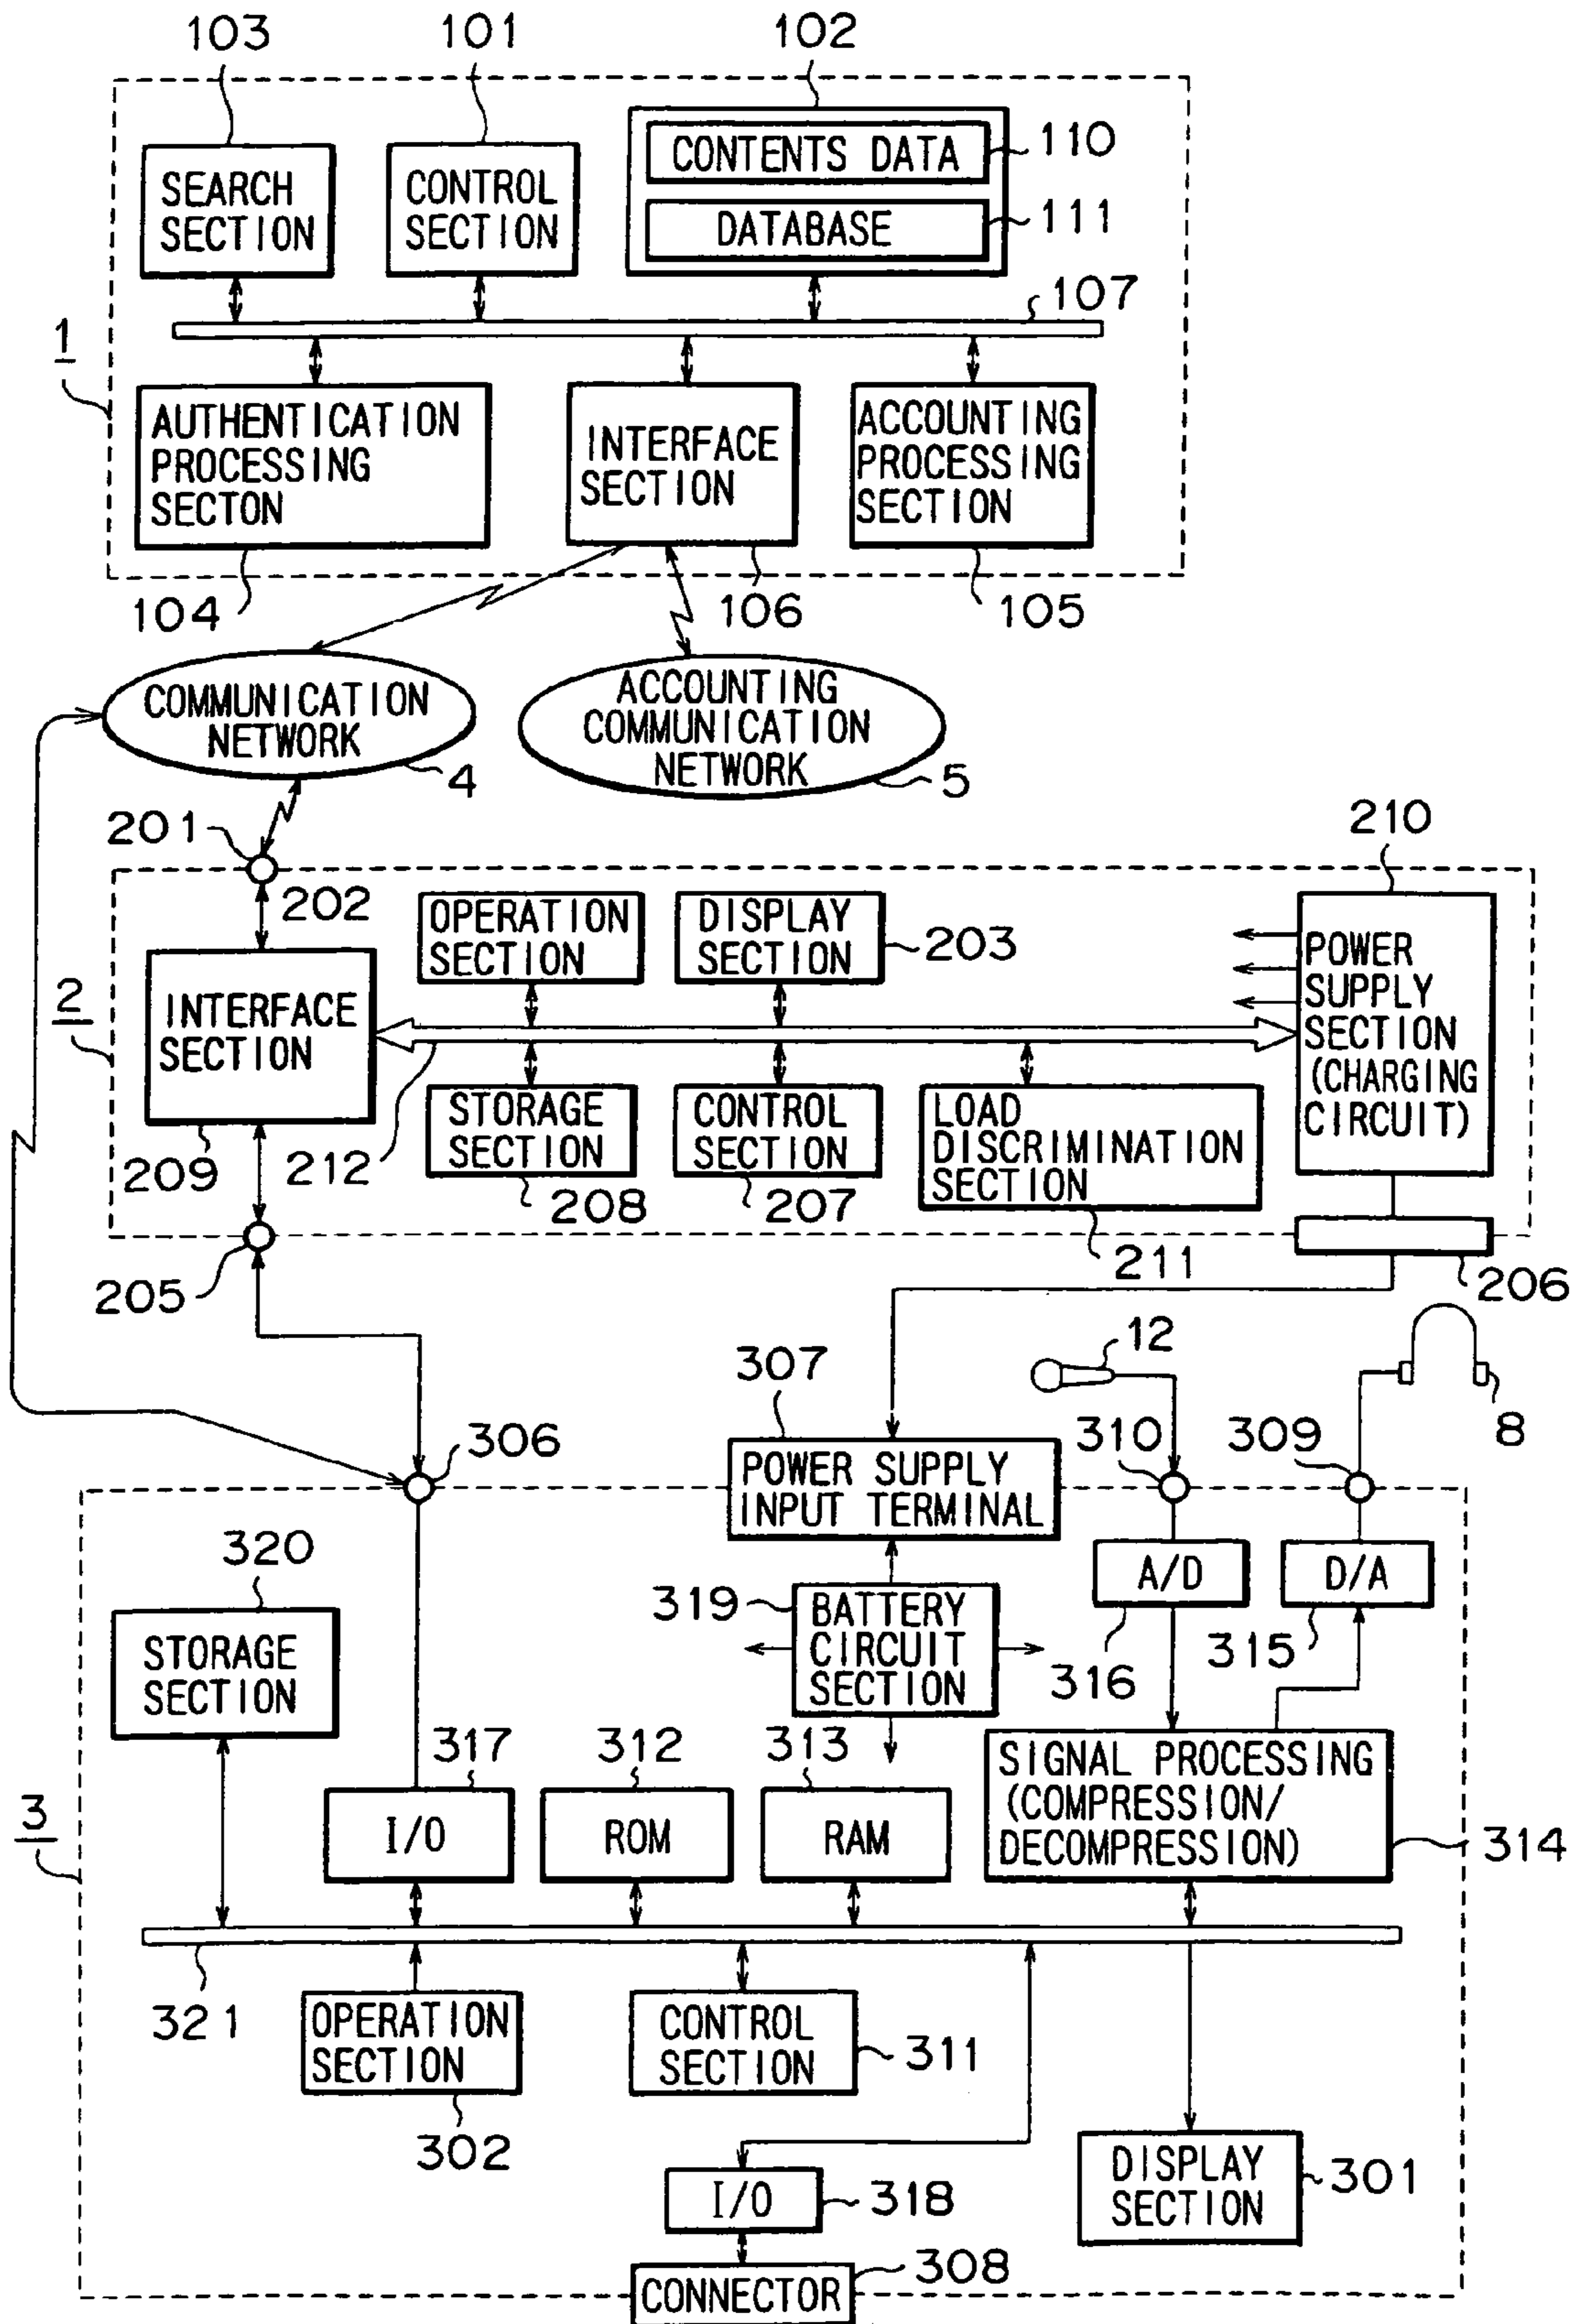 103
101
102
SEARCH
SECTION
CONTROL
SECTION
CONTENTS DATA
110
DATABASE
111
107
1
AUTHENTICATION
PROCESSING
SECTON
INTERFACE
SECTION
ACCOUNTING
PROCESSING
SECTION
104
106
105
COMMUNICATION
NETWORK
4
ACCOUNTING
COMMUNICATION
NETWORK
5
201
202
210
OPERATION
SECTION
DISPLAY
SECTION
203
POWER
SUPPLY
SECTION
(CHARGING
CIRCUIT)
2
INTERFACE
SECTION
209
212
STORAGE
SECTION
208
CONTROL
SECTION
207
LOAD
DISCRIMINATION
SECTION
211
205
206
12
8
307
306
310
309
POWER SUPPLY
INPUT TERMINAL
320
STORAGE
SECTION
319
BATTERY
CIRCUIT
SECTION
A/D
316
D/A
315
317
312
313
I/O
ROM
RAM
SIGNAL PROCESSING
(COMPRESSION/
DECOMPRESSION)
314
3
321
OPERATION
SECTION
302
CONTROL
SECTION
311
I/O
318
DISPLAY
SECTION
301
CONNECTOR
308